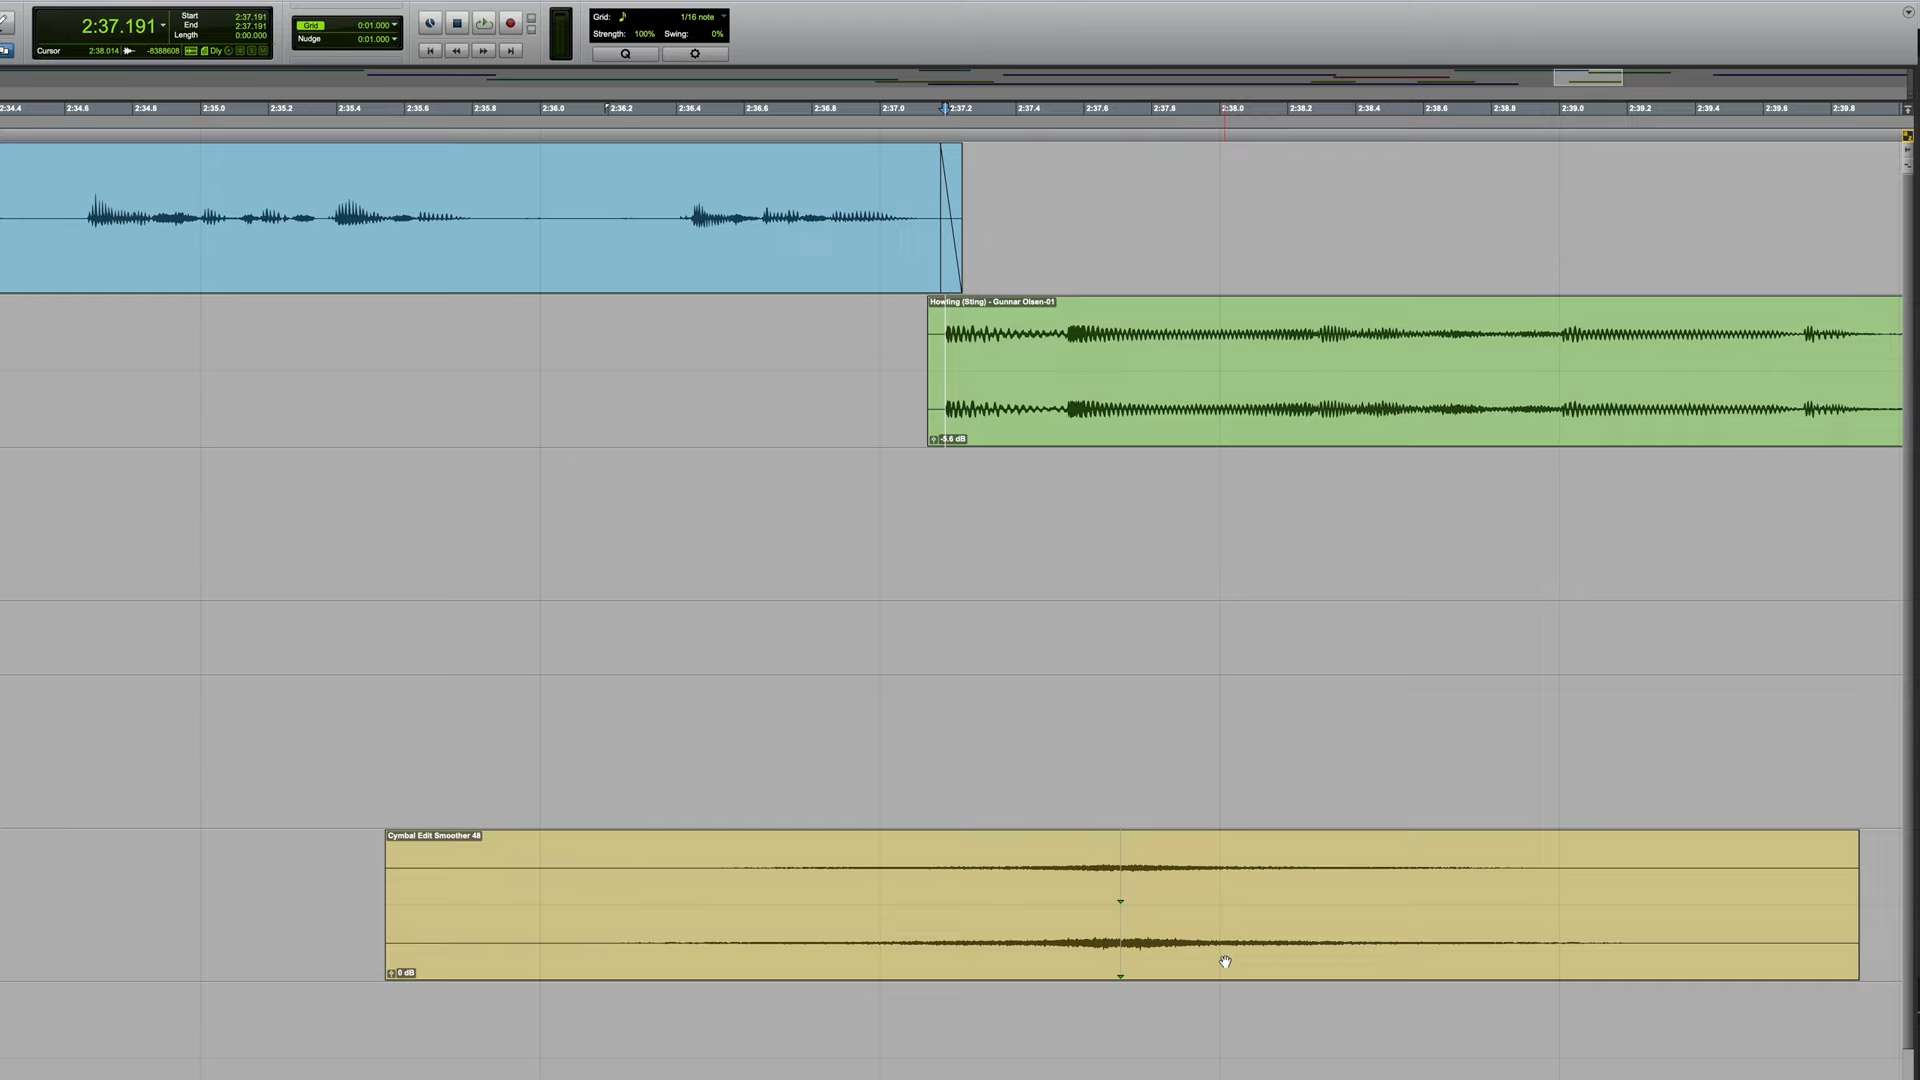 2:37.191
Start 2:37.191
End 2:37.191
Length 0:00.000
Cursor 2:38.014 -8388608 Dly
Grid 0:01.000
Nudge 0:01.000
Grid: 1/16 note
Strength: 100% Swing: 0%
Q
2:34.4 2:34.6 2:34.8 2:35.0 2:35.2 2:35.4 2:35.6 2:35.8 2:36.0 2:36.2 2:36.4 2:36.6 2:36.8 2:37.0 2:37.2 2:37.4 2:37.6 2:37.8 2:38.0 2:38.2 2:38.4 2:38.6 2:38.8 2:39.0 2:39.2 2:39.4 2:39.6 2:39.8
Howling (Sting) - Gunnar Olsen-01
-5.6 dB
Cymbal Edit Smoother 48
0 dB